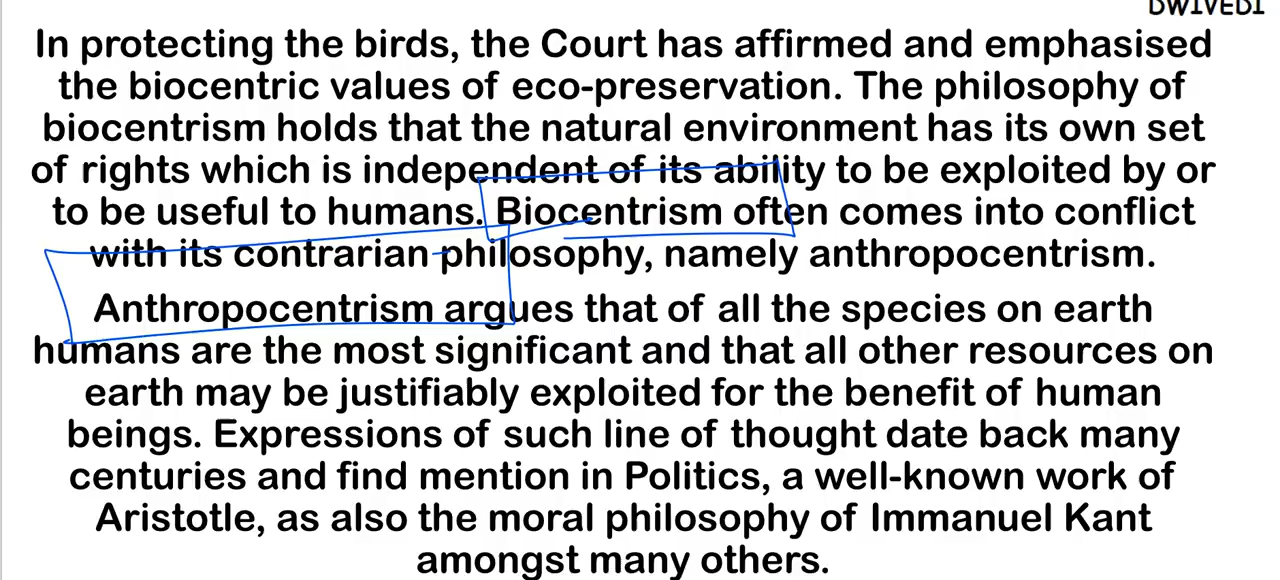 DWIVEDI
In protecting the birds, the Court has affirmed and emphasised
the biocentric values of eco-preservation. The philosophy of
biocentrism holds that the natural environment has its own set
of rights which is independent of its ability to be exploited by or
to be useful to humans. Biocentrism often comes into conflict
with its contrarian philosophy, namely anthropocentrism.
Anthropocentrism argues that of all the species on earth
humans are the most significant and that all other resources on
earth may be justifiably exploited for the benefit of human
beings. Expressions of such line of thought date back many
centuries and find mention in Politics, a well-known work of
Aristotle, as also the moral philosophy of Immanuel Kant
amongst many others.